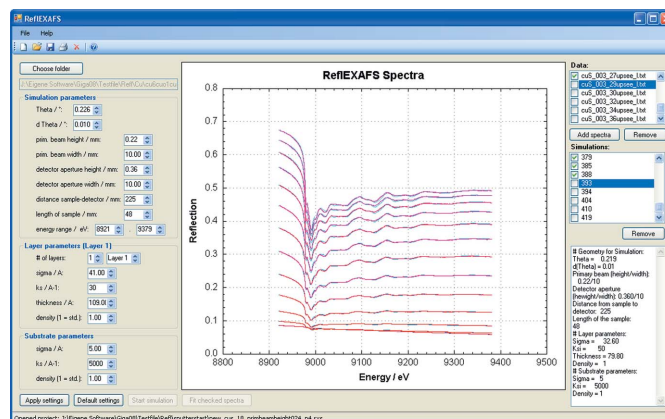 ReflEXAFS
File Help
Choose folder
Simulation parameters
Theta / °: 0.226
d Theta / °: 0.010
prim. beam height / mm: 0.22
prim. beam width / mm: 10.00
detector aperture height / mm: 0.36
detector aperture width / mm: 10.00
distance sample-detector / mm: 225
length of sample / mm: 48
energy range / eV: 8921 . 9379
Layer parameters (Layer 1)
# of layers: 1 Layer 1
sigma / A: 41.00
ks / A-1: 30
thickness / A: 109.0
density (1 = std.): 1.00
Substrate parameters
sigma / A: 5.00
ks / A-1: 5000
density (1 = std.): 1.00
Apply settings Default settings Start simulation Fit checked spectra
ReflEXAFS Spectra
Reflection
0.8
0.7
0.6
0.5
0.4
0.3
0.2
0.1
0.0
8800 8900 9000 9100 9200 9300 9400 9500
Energy / eV
Data:
cuS_003_27upsee_I.txt
cuS_003_29upsee_I.txt
cuS_003_30upsee_I.txt
cuS_003_32upsee_I.txt
cuS_003_34upsee_I.txt
cuS_003_36upsee_I.txt
Add spectra Remove
Simulations:
379
385
388
393
394
404
410
419
Remove
# Geometry for Simulation:
Theta = 0.219
d(Theta) = 0.01
Primary beam (height/width):
0.22/10
Detector aperture
(hewight/width): 0.360/10
Distance from sample to
detector: 225
Length of the sample:
48
# Layer parameters:
Sigma = 32.60
Ksi = 50
Thickness = 79.80
Density = 1
# Substrate parameters:
Sigma = 5
Ksi = 5000
Density = 1